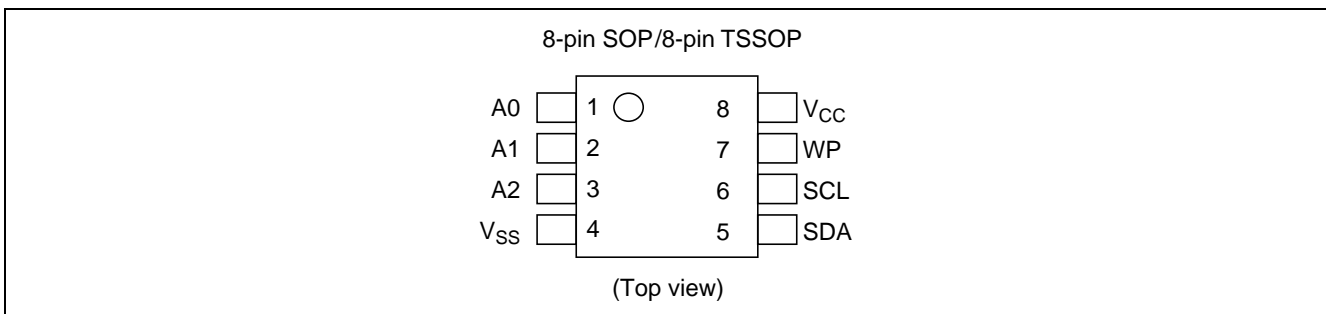 8-pin SOP/8-pin TSSOP
A0 1 8 VCC
A1 2 7 WP
A2 3 6 SCL
VSS 4 5 SDA
(Top view)